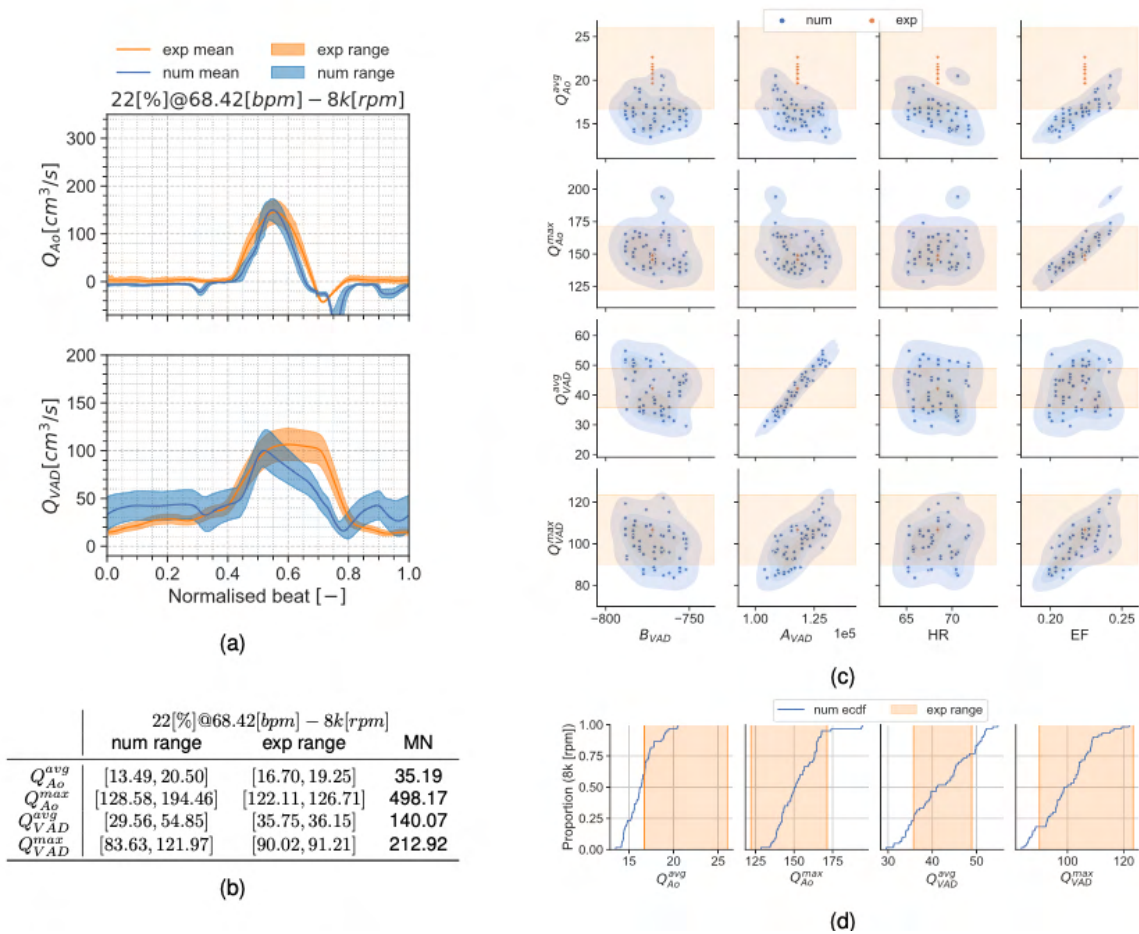 exp mean exp range
num mean num range
22[%]@68.42[bpm] − 8k[rpm]
300
200
100
0
Q_Ao[cm^3/s]
200
150
100
50
0
Q_VAD[cm^3/s]
0.0 0.2 0.4 0.6 0.8 1.0
Normalised beat [−]
(a)
22[%]@68.42[bpm] − 8k[rpm]
num range exp range MN
Q_Ao^avg [13.49, 20.50] [16.70, 19.25] 35.19
Q_Ao^max [128.58, 194.46] [122.11, 126.71] 498.17
Q_VAD^avg [29.56, 54.85] [35.75, 36.15] 140.07
Q_VAD^max [83.63, 121.97] [90.02, 91.21] 212.92
(b)
num exp
25
20
15
Q_Ao^avg
200
175
150
125
Q_Ao^max
60
50
40
30
20
Q_VAD^avg
120
100
80
Q_VAD^max
−800 −750 1.00 1.25 65 70 0.20 0.25
B_VAD A_VAD 1e5 HR EF
(c)
num ecdf exp range
1.00
0.75
0.50
0.25
0.00
Proportion (8k [rpm])
15 20 25 125 150 175 30 40 50 100 120
Q_Ao^avg Q_Ao^max Q_VAD^avg Q_VAD^max
(d)